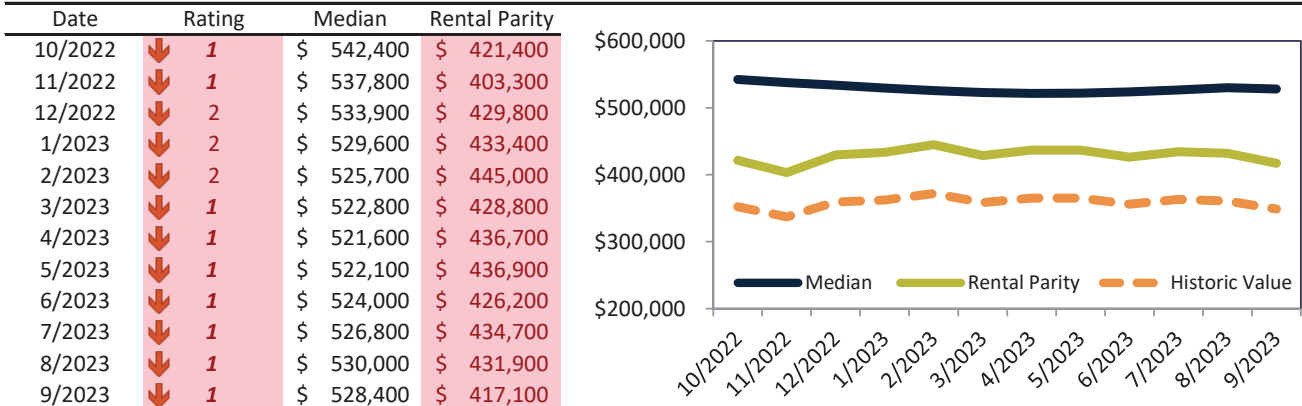 Date Rating Median Rental Parity
10/2022 1 $ 542,400 $ 421,400
11/2022 1 $ 537,800 $ 403,300
12/2022 2 $ 533,900 $ 429,800
1/2023 2 $ 529,600 $ 433,400
2/2023 2 $ 525,700 $ 445,000
3/2023 1 $ 522,800 $ 428,800
4/2023 1 $ 521,600 $ 436,700
5/2023 1 $ 522,100 $ 436,900
6/2023 1 $ 524,000 $ 426,200
7/2023 1 $ 526,800 $ 434,700
8/2023 1 $ 530,000 $ 431,900
9/2023 1 $ 528,400 $ 417,100
$600,000
$500,000
$400,000
$300,000
$200,000
Median Rental Parity Historic Value
10/2022 11/2022 12/2022 1/2023 2/2023 3/2023 4/2023 5/2023 6/2023 7/2023 8/2023 9/2023